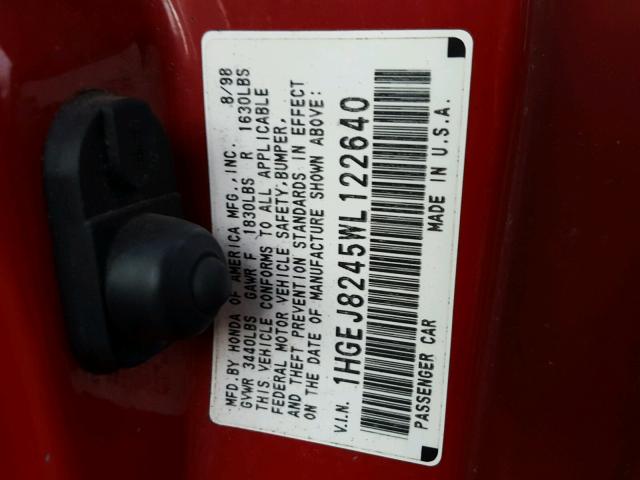 MFD. BY HONDA OF AMERICA MFG., INC. 8/98
GVWR 3440LBS GAWR F 1830LBS R 1630LBS
THIS VEHICLE CONFORMS TO ALL APPLICABLE
FEDERAL MOTOR VEHICLE SAFETY, BUMPER,
AND THEFT PREVENTION STANDARDS IN EFFECT
ON THE DATE OF MANUFACTURE SHOWN ABOVE:
V.I.N. 1HGEJ8245WL122640
PASSENGER CAR MADE IN U.S.A.